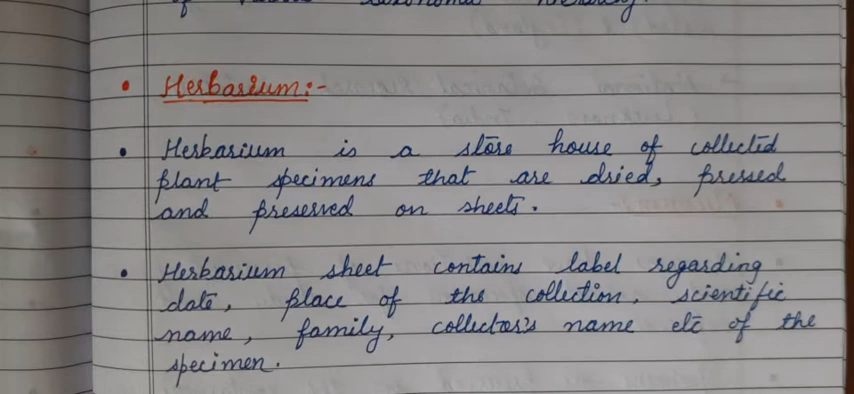 of
• Herbarium:-
• Herbarium is a store house of collected
plant specimens that are dried, pressed
and preserved on sheets.
• Herbarium sheet contains label regarding
date, place of the collection, scientific
name, family, collector's name etc of the
specimen.